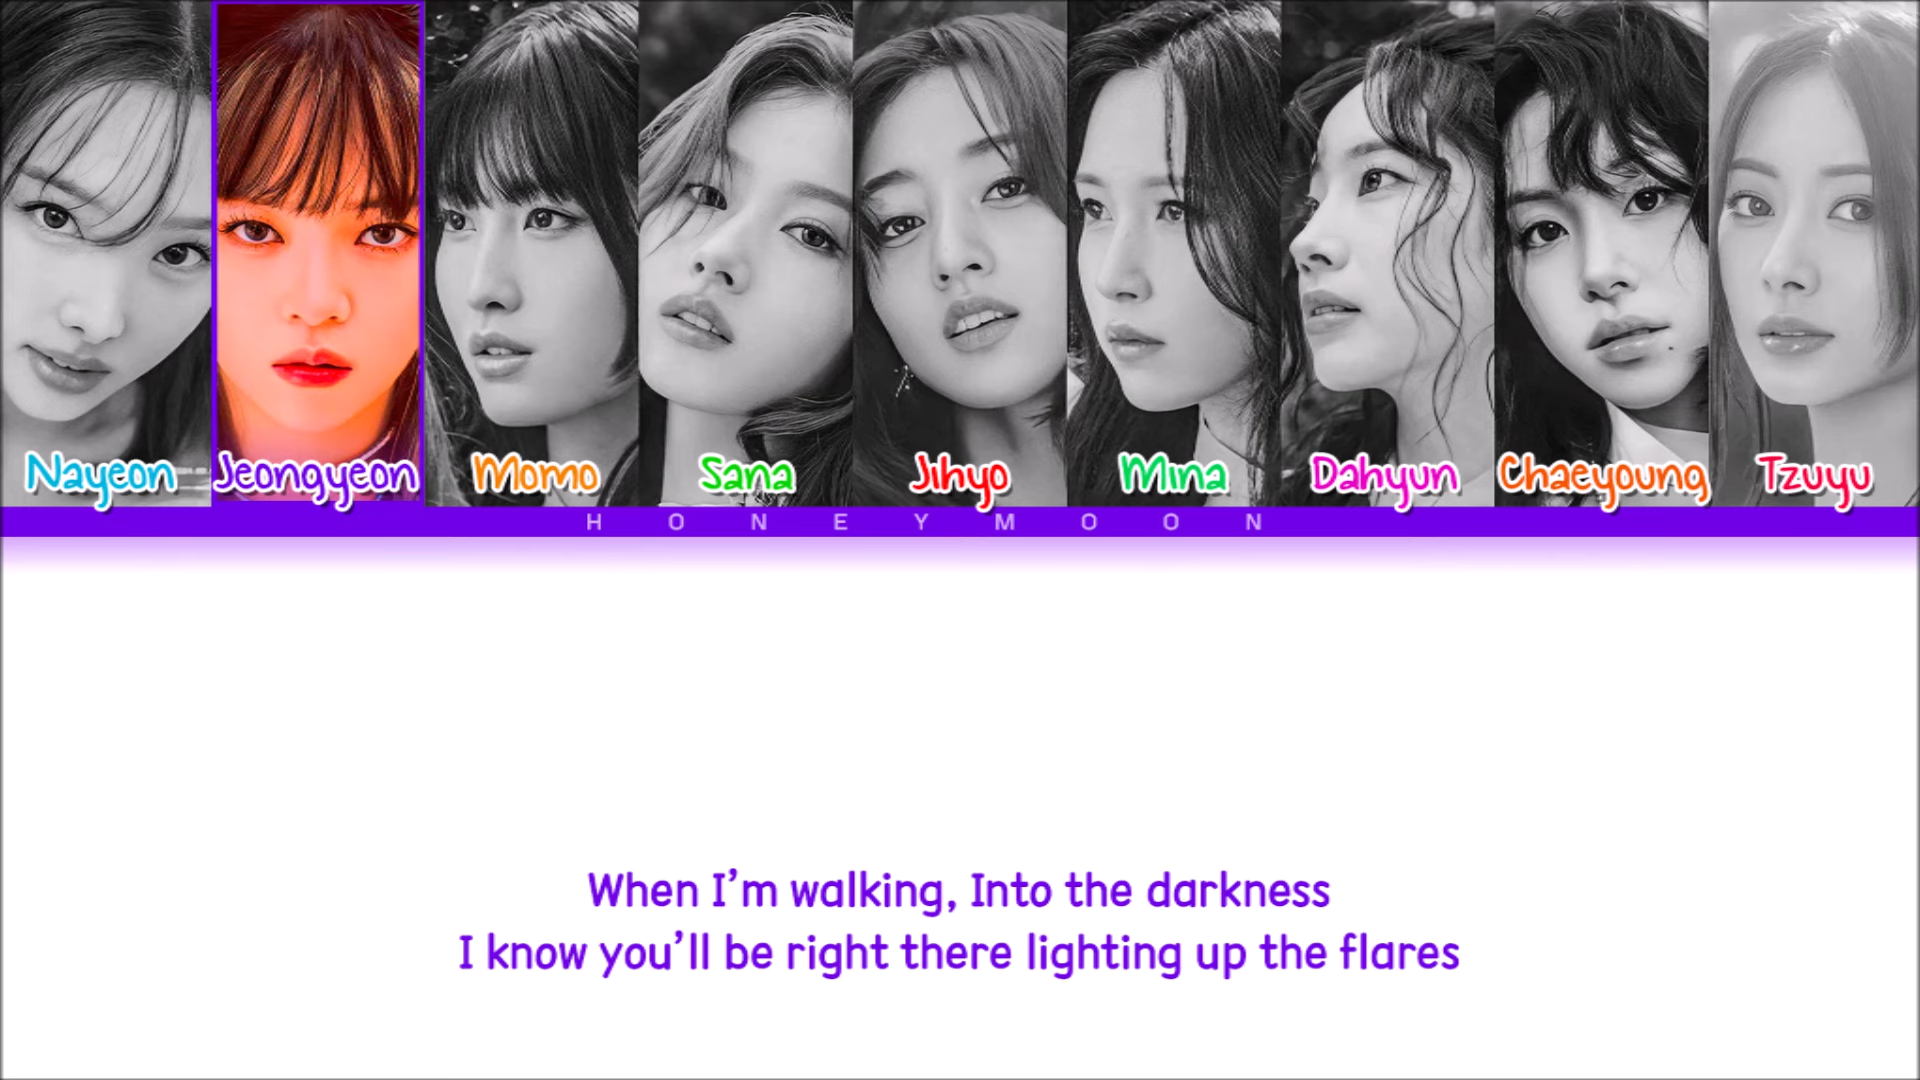 Nayeon Jeongyeon Momo Sana Jihyo Mina Dahyun Chaeyoung Tzuyu
HONEYMOON
When I'm walking, Into the darkness
I know you'll be right there lighting up the flares